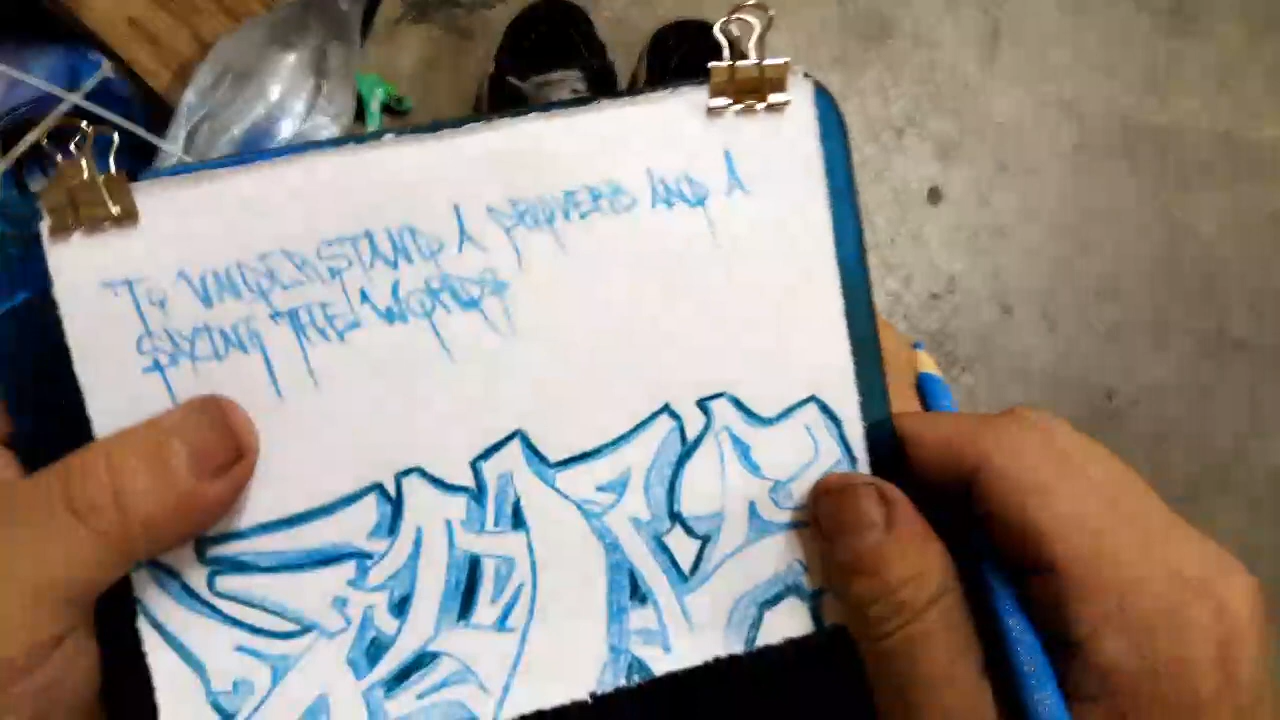 TO UNDERSTAND A PROVERB AND A
SAYING THE WORDS